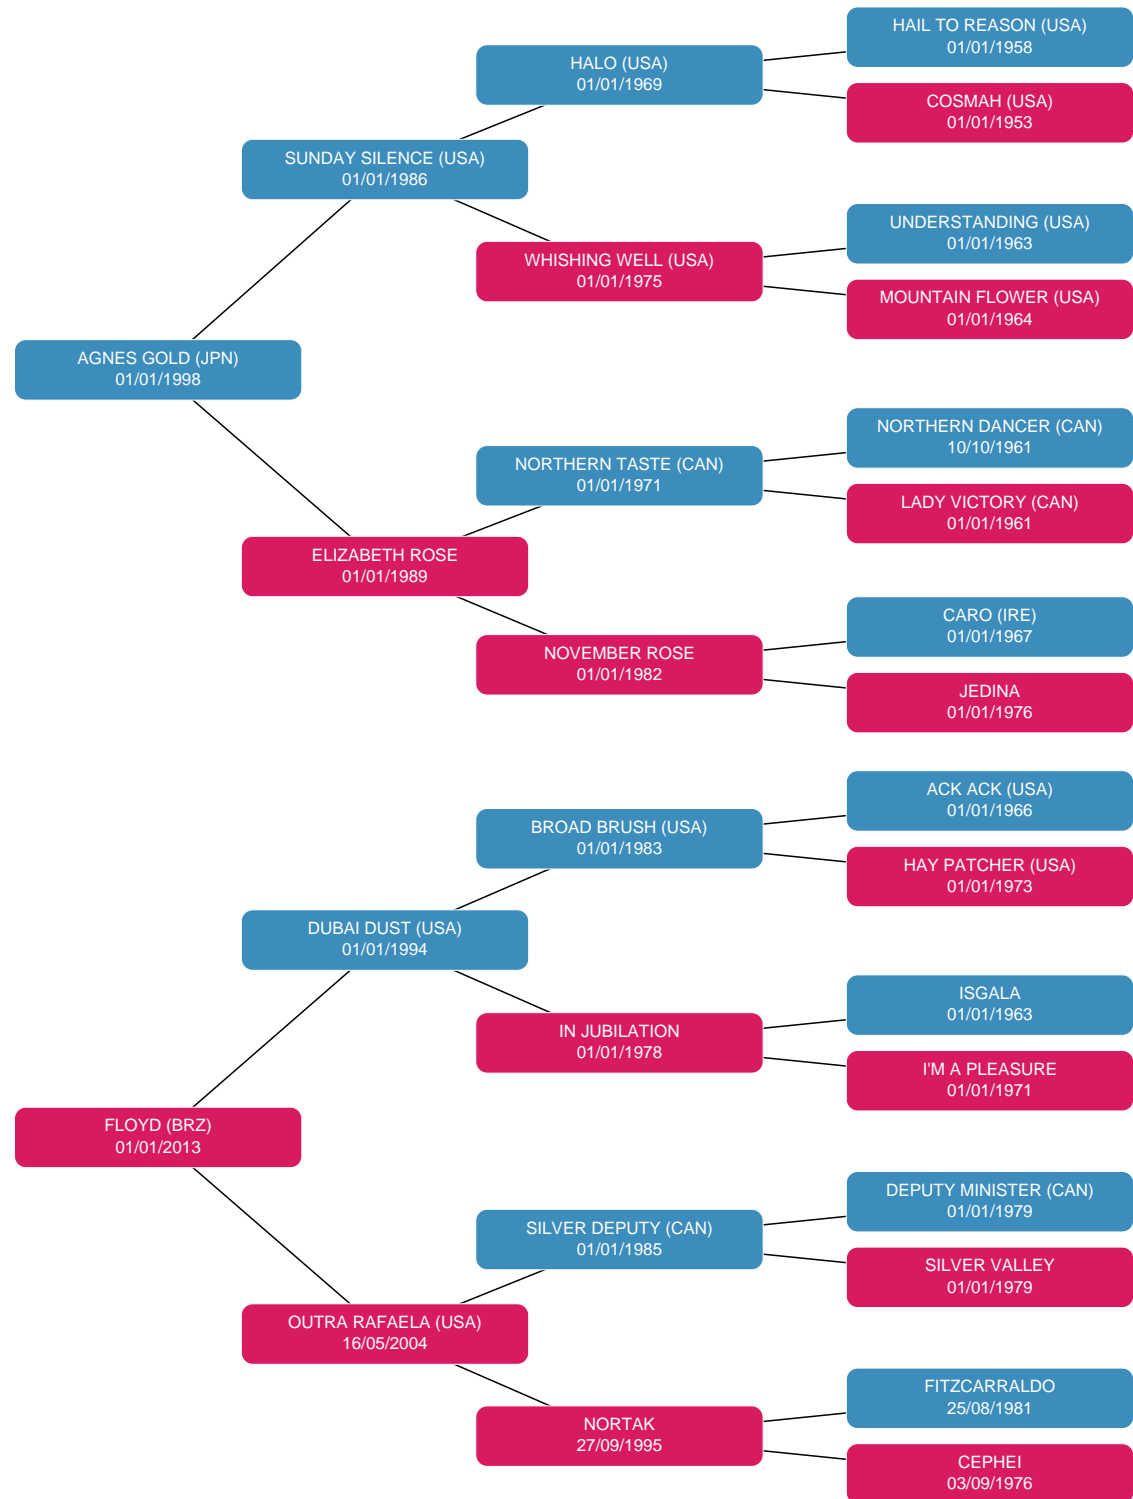 HAIL TO REASON (USA)
01/01/1958
HALO (USA)
01/01/1969
COSMAH (USA)
01/01/1953
SUNDAY SILENCE (USA)
01/01/1986
UNDERSTANDING (USA)
01/01/1963
WHISHING WELL (USA)
01/01/1975
MOUNTAIN FLOWER (USA)
01/01/1964
AGNES GOLD (JPN)
01/01/1998
NORTHERN DANCER (CAN)
10/10/1961
NORTHERN TASTE (CAN)
01/01/1971
LADY VICTORY (CAN)
01/01/1961
ELIZABETH ROSE
01/01/1989
CARO (IRE)
01/01/1967
NOVEMBER ROSE
01/01/1982
JEDINA
01/01/1976
ACK ACK (USA)
01/01/1966
BROAD BRUSH (USA)
01/01/1983
HAY PATCHER (USA)
01/01/1973
DUBAI DUST (USA)
01/01/1994
ISGALA
01/01/1963
IN JUBILATION
01/01/1978
I'M A PLEASURE
01/01/1971
FLOYD (BRZ)
01/01/2013
DEPUTY MINISTER (CAN)
01/01/1979
SILVER DEPUTY (CAN)
01/01/1985
SILVER VALLEY
01/01/1979
OUTRA RAFAELA (USA)
16/05/2004
FITZCARRALDO
25/08/1981
NORTAK
27/09/1995
CEPHEI
03/09/1976